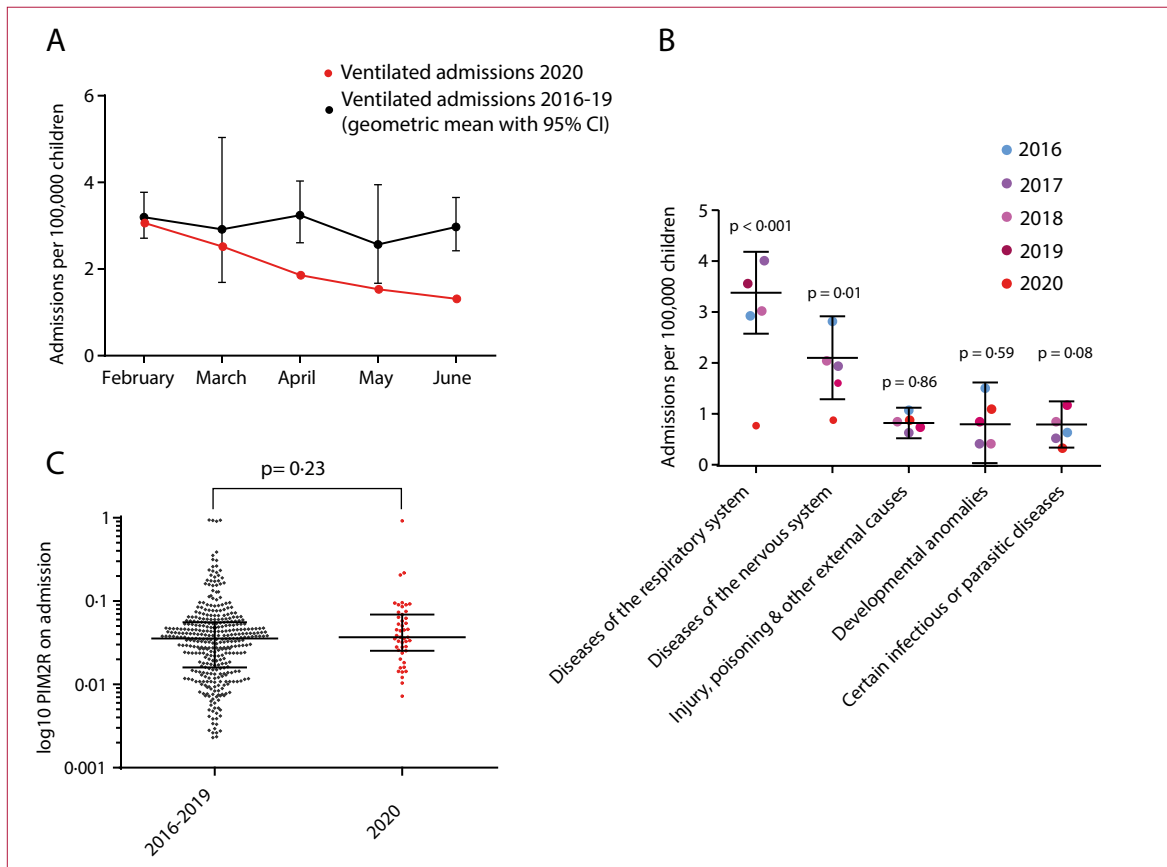 A
Ventilated admissions 2020
Ventilated admissions 2016-19
(geometric mean with 95% CI)
Admissions per 100,000 children
6
4
2
0
February
March
April
May
June
B
2016
2017
2018
2019
2020
Admissions per 100,000 children
5
4
3
2
1
0
p < 0·001
p = 0·01
p = 0·86
p = 0·59
p = 0·08
Diseases of the respiratory system
Diseases of the nervous system
Injury, poisoning & other external causes
Developmental anomalies
Certain infectious or parasitic diseases
C
p= 0·23
log10 PIM2R on admission
1
0·1
0·01
0·001
2016-2019
2020